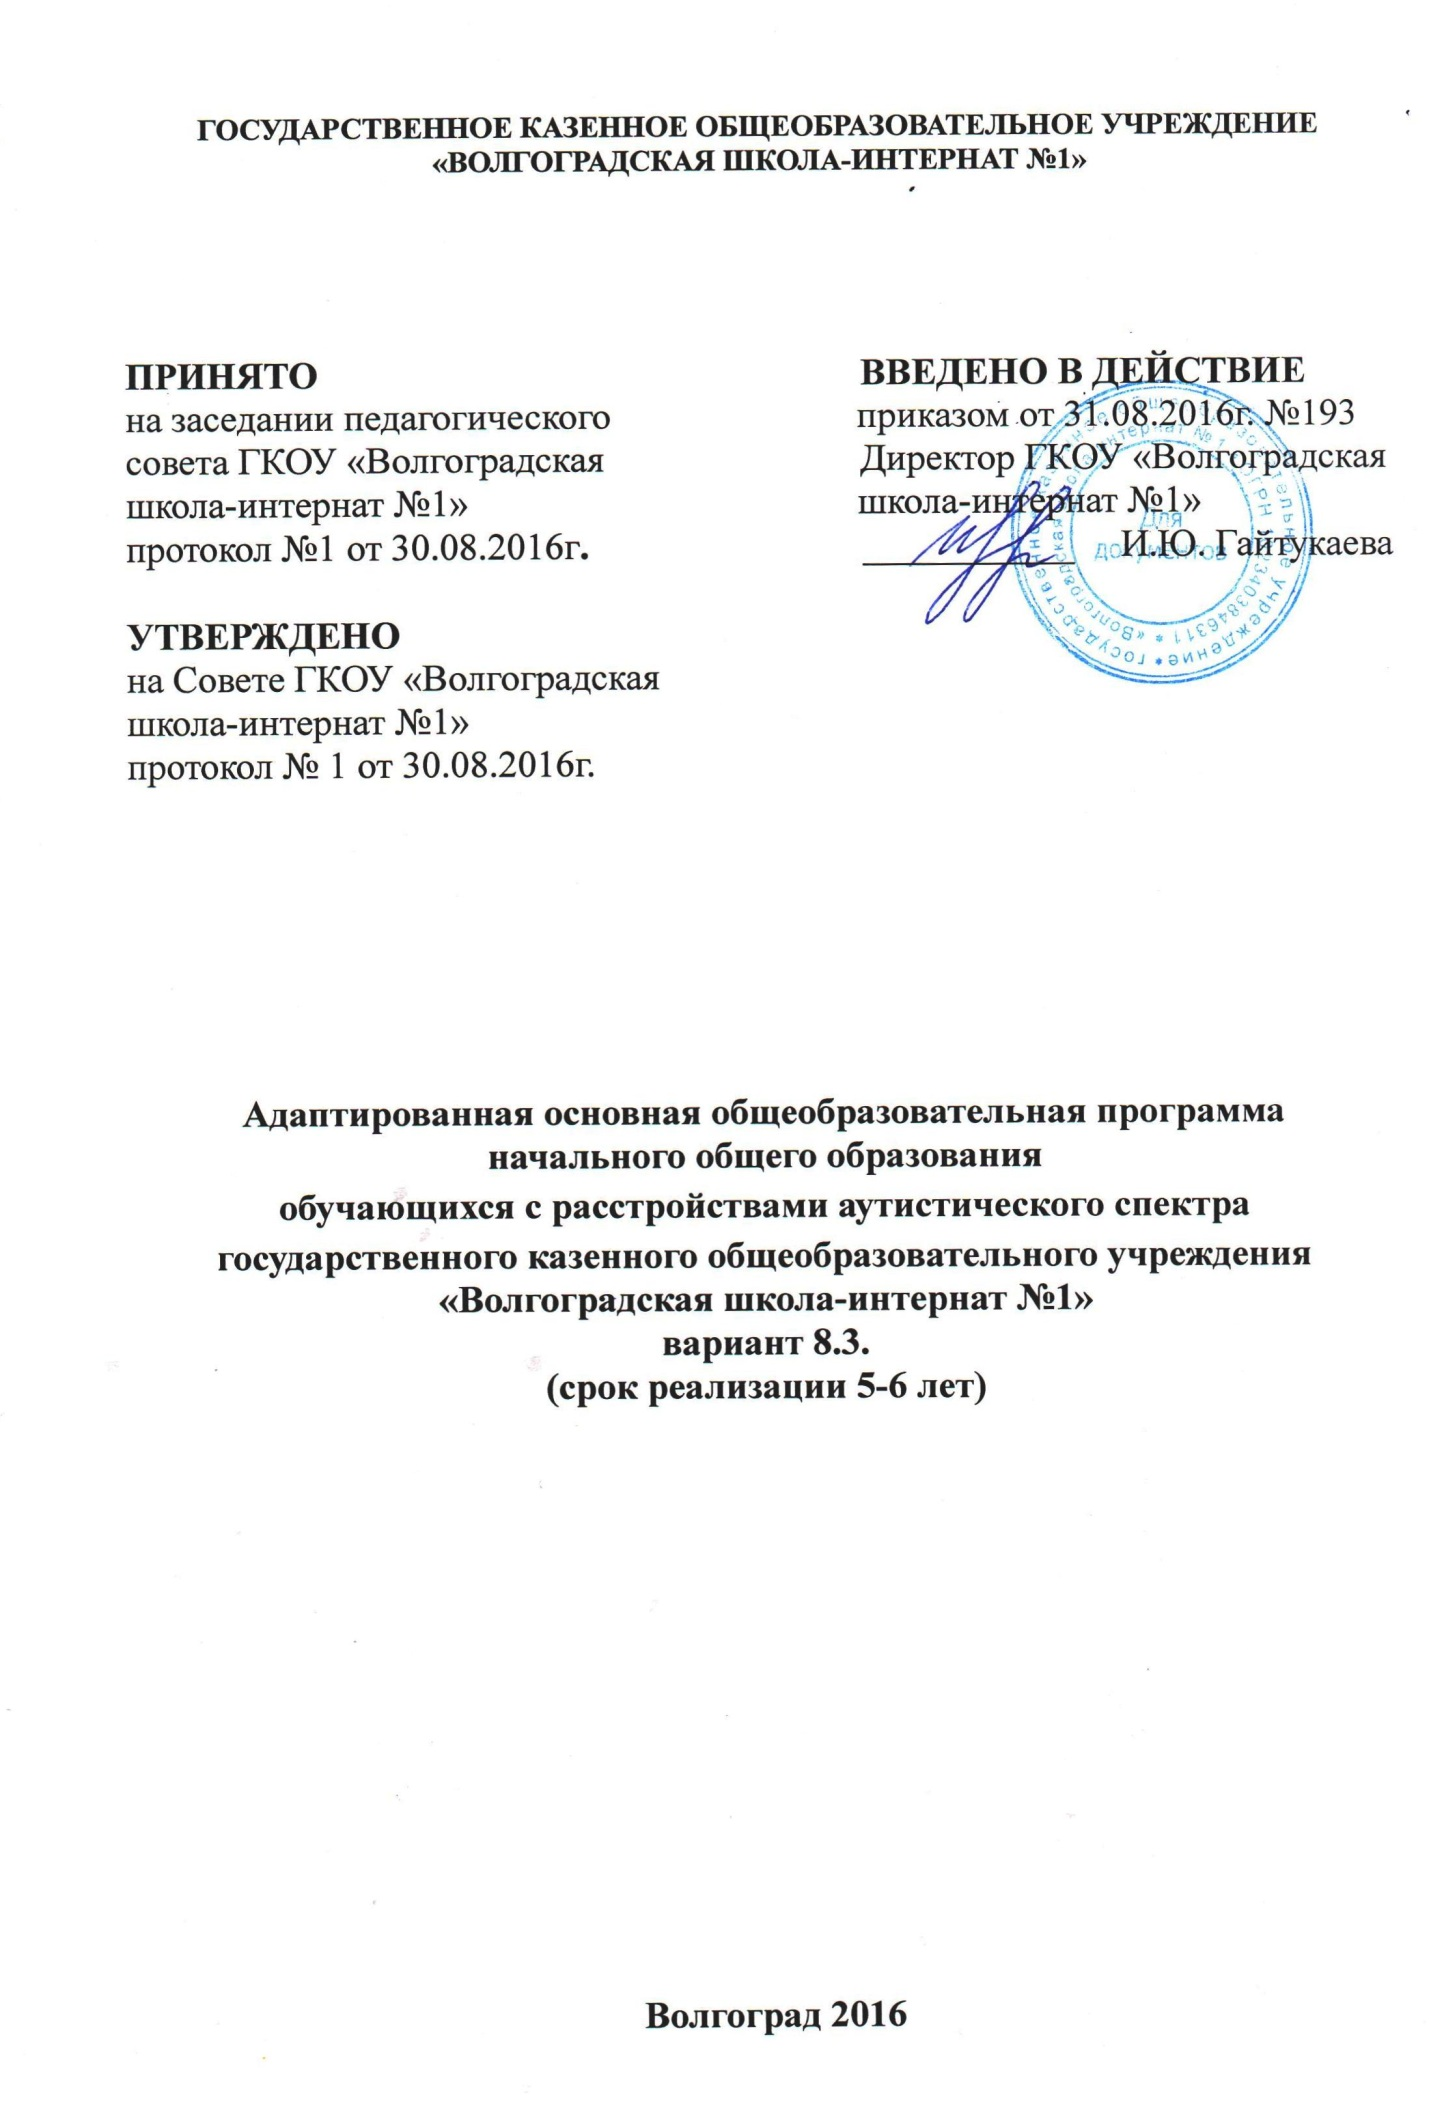 ГОСУДАРСТВЕННОЕ КАЗЕННОЕ ОБЩЕОБРАЗОВАТЕЛЬНОЕ УЧРЕЖДЕНИЕ
«ВОЛГОГРАДСКАЯ ШКОЛА-ИНТЕРНАТ №1»
ПРИНЯТО
на заседании педагогического
совета ГКОУ «Волгоградская
школа-интернат №1»
протокол №1 от 30.08.2016г.
УТВЕРЖДЕНО
на Совете ГКОУ «Волгоградская
школа-интернат №1»
протокол № 1 от 30.08.2016г.
ВВЕДЕНО В ДЕЙСТВИЕ
приказом от 31.08.2016г. №193
Директор ГКОУ «Волгоградская
школа-интернат №1»
И.Ю. Гайтукаева
Для
ДОКУМЕНТОВ
Адаптированная основная общеобразовательная программа
начального общего образования
обучающихся с расстройствами аутистического спектра
государственного казенного общеобразовательного учреждения
«Волгоградская школа-интернат №1»
вариант 8.3.
(срок реализации 5-6 лет)
Волгоград 2016